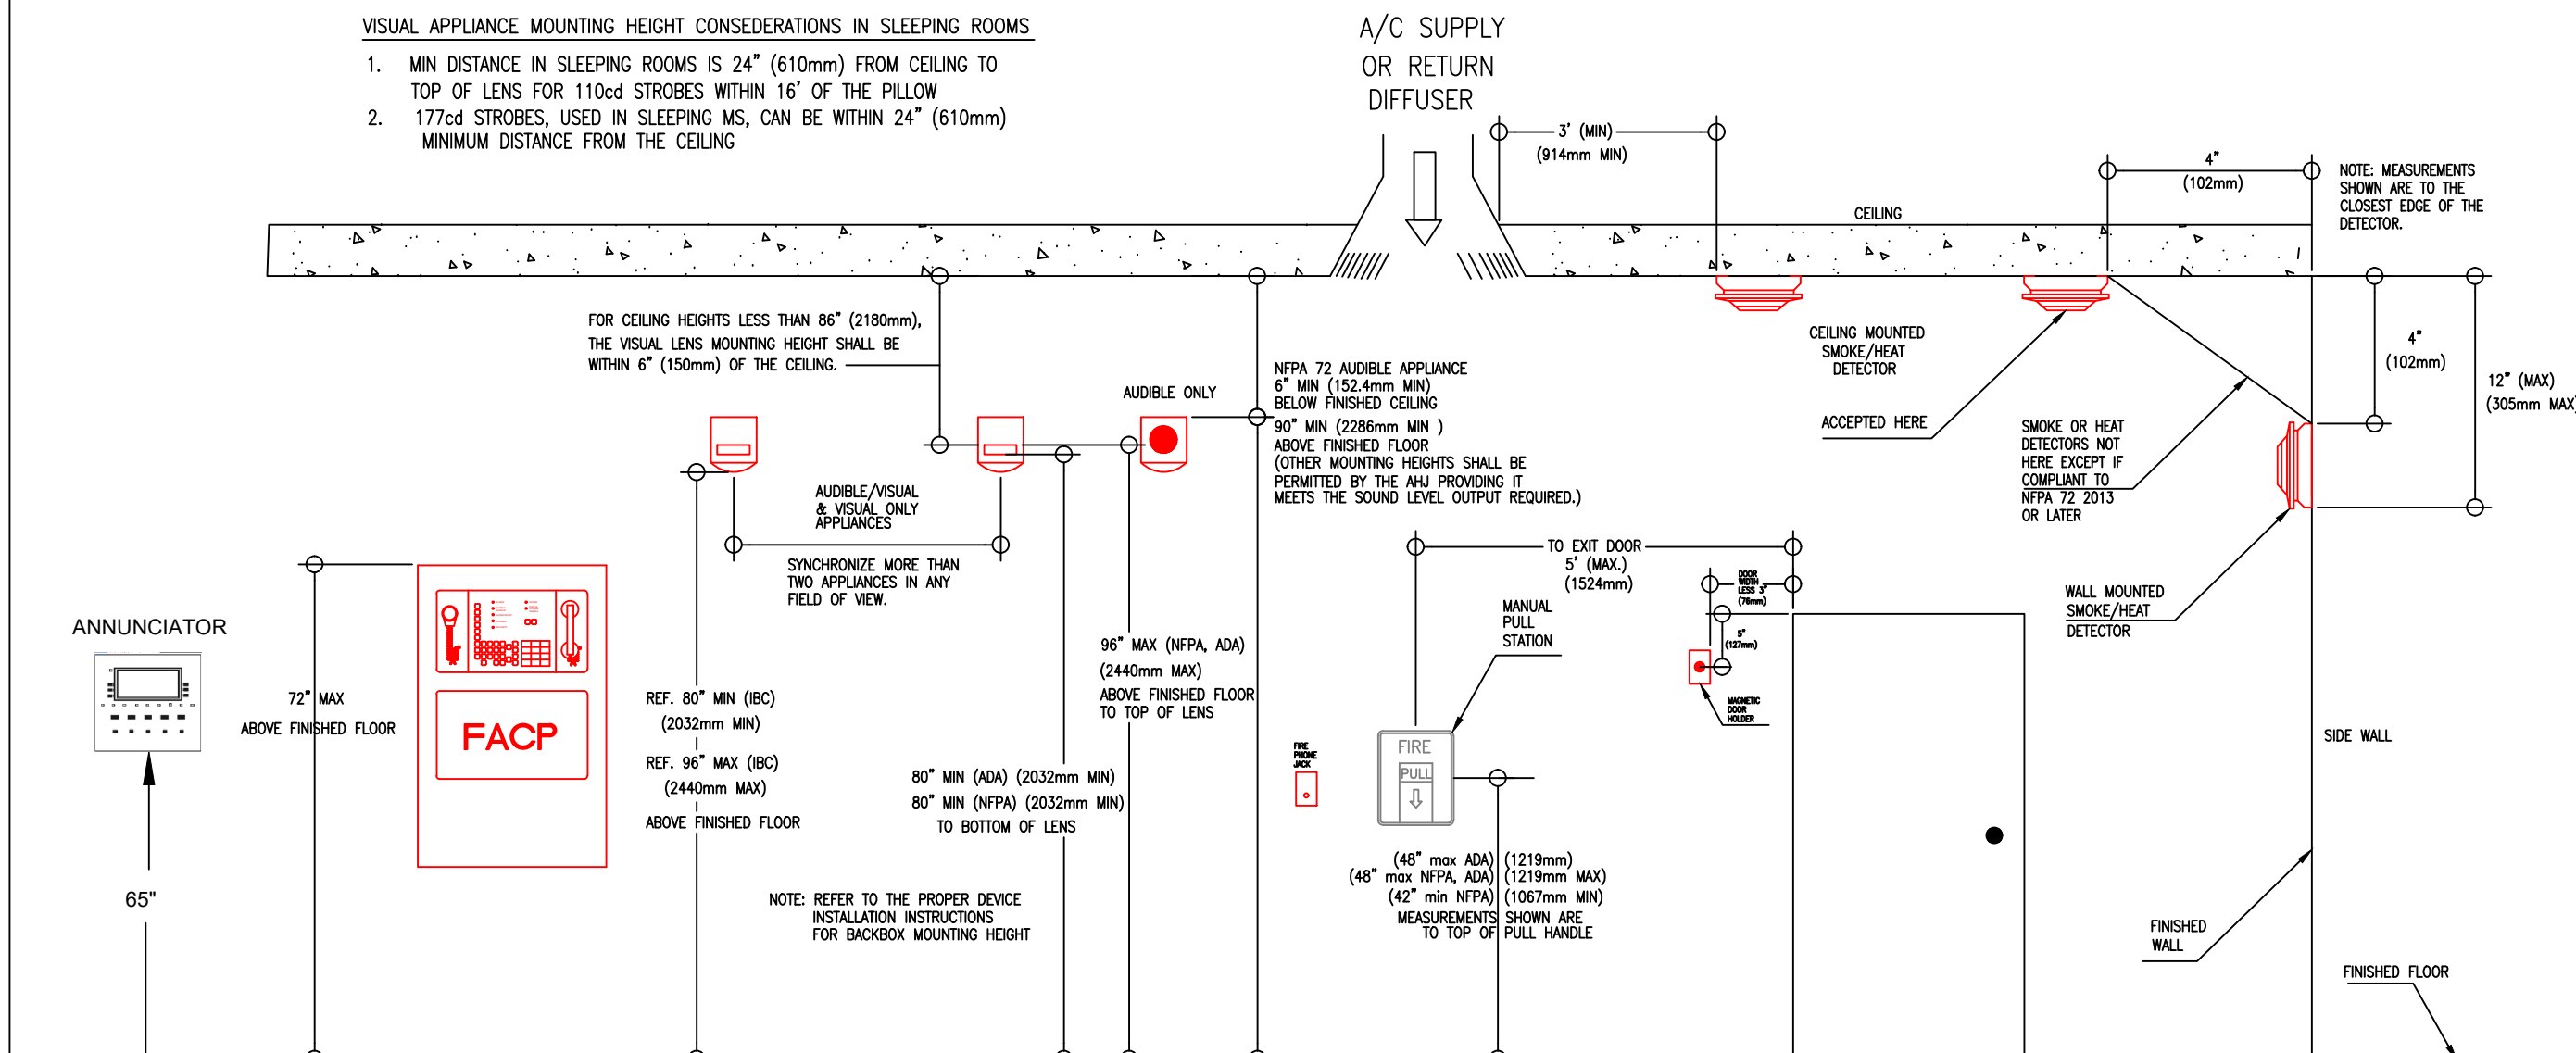 VISUAL APPLIANCE MOUNTING HEIGHT CONSEDERATIONS IN SLEEPING ROOMS
1. MIN DISTANCE IN SLEEPING ROOMS IS 24" (610mm) FROM CEILING TO
TOP OF LENS FOR 110cd STROBES WITHIN 16' OF THE PILLOW
2. 177cd STROBES, USED IN SLEEPING MS, CAN BE WITHIN 24" (610mm)
MINIMUM DISTANCE FROM THE CEILING
A/C SUPPLY
OR RETURN
DIFFUSER
3' (MIN)
(914mm MIN)
4"
(102mm)
NOTE: MEASUREMENTS
SHOWN ARE TO THE
CLOSEST EDGE OF THE
DETECTOR.
CEILING
FOR CEILING HEIGHTS LESS THAN 86" (2180mm),
THE VISUAL LENS MOUNTING HEIGHT SHALL BE
WITHIN 6" (150mm) OF THE CEILING.
AUDIBLE ONLY
NFPA 72 AUDIBLE APPLIANCE
6" MIN (152.4mm MIN)
BELOW FINISHED CEILING
90" MIN (2286mm MIN )
ABOVE FINISHED FLOOR
(OTHER MOUNTING HEIGHTS SHALL BE
PERMITTED BY THE AHJ PROVIDING IT
MEETS THE SOUND LEVEL OUTPUT REQUIRED.)
CEILING MOUNTED
SMOKE/HEAT
DETECTOR
ACCEPTED HERE
SMOKE OR HEAT
DETECTORS NOT
HERE EXCEPT IF
COMPLIANT TO
NFPA 72 2013
OR LATER
4"
(102mm)
12" (MAX)
(305mm MAX)
AUDIBLE/VISUAL
& VISUAL ONLY
APPLIANCES
SYNCHRONIZE MORE THAN
TWO APPLIANCES IN ANY
FIELD OF VIEW.
TO EXIT DOOR
5' (MAX.)
(1524mm)
DOOR
WIDTH
LESS 3"
(76mm)
5"
(127mm)
MAGNETIC
DOOR
HOLDER
MANUAL
PULL
STATION
WALL MOUNTED
SMOKE/HEAT
DETECTOR
ANNUNCIATOR
65"
72" MAX
ABOVE FINISHED FLOOR
FACP
REF. 80" MIN (IBC)
(2032mm MIN)
REF. 96" MAX (IBC)
(2440mm MAX)
ABOVE FINISHED FLOOR
96" MAX (NFPA, ADA)
(2440mm MAX)
ABOVE FINISHED FLOOR
TO TOP OF LENS
80" MIN (ADA) (2032mm MIN)
80" MIN (NFPA) (2032mm MIN)
TO BOTTOM OF LENS
NOTE: REFER TO THE PROPER DEVICE
INSTALLATION INSTRUCTIONS
FOR BACKBOX MOUNTING HEIGHT
FIRE
PHONE
JACK
FIRE
PULL
(48" max ADA) (1219mm)
(48" max NFPA, ADA) (1219mm MAX)
(42" min NFPA) (1067mm MIN)
MEASUREMENTS SHOWN ARE
TO TOP OF PULL HANDLE
SIDE WALL
FINISHED
WALL
FINISHED FLOOR